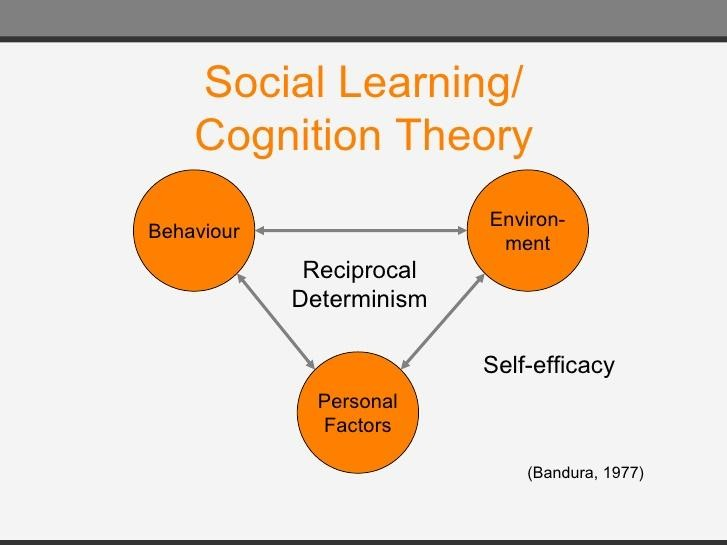 Social Learning/
Cognition Theory
Behaviour
Environ-
ment
Reciprocal
Determinism
Self-efficacy
Personal
Factors
(Bandura, 1977)